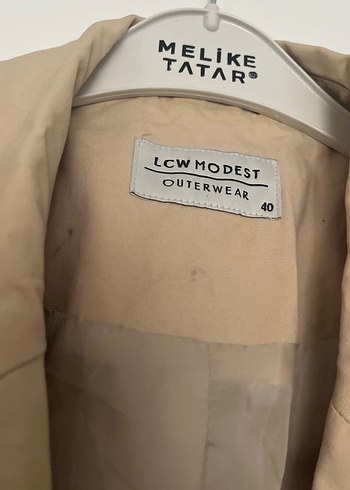 MELiKE
TATAR®
LCW MODEST
OUTERWEAR
40